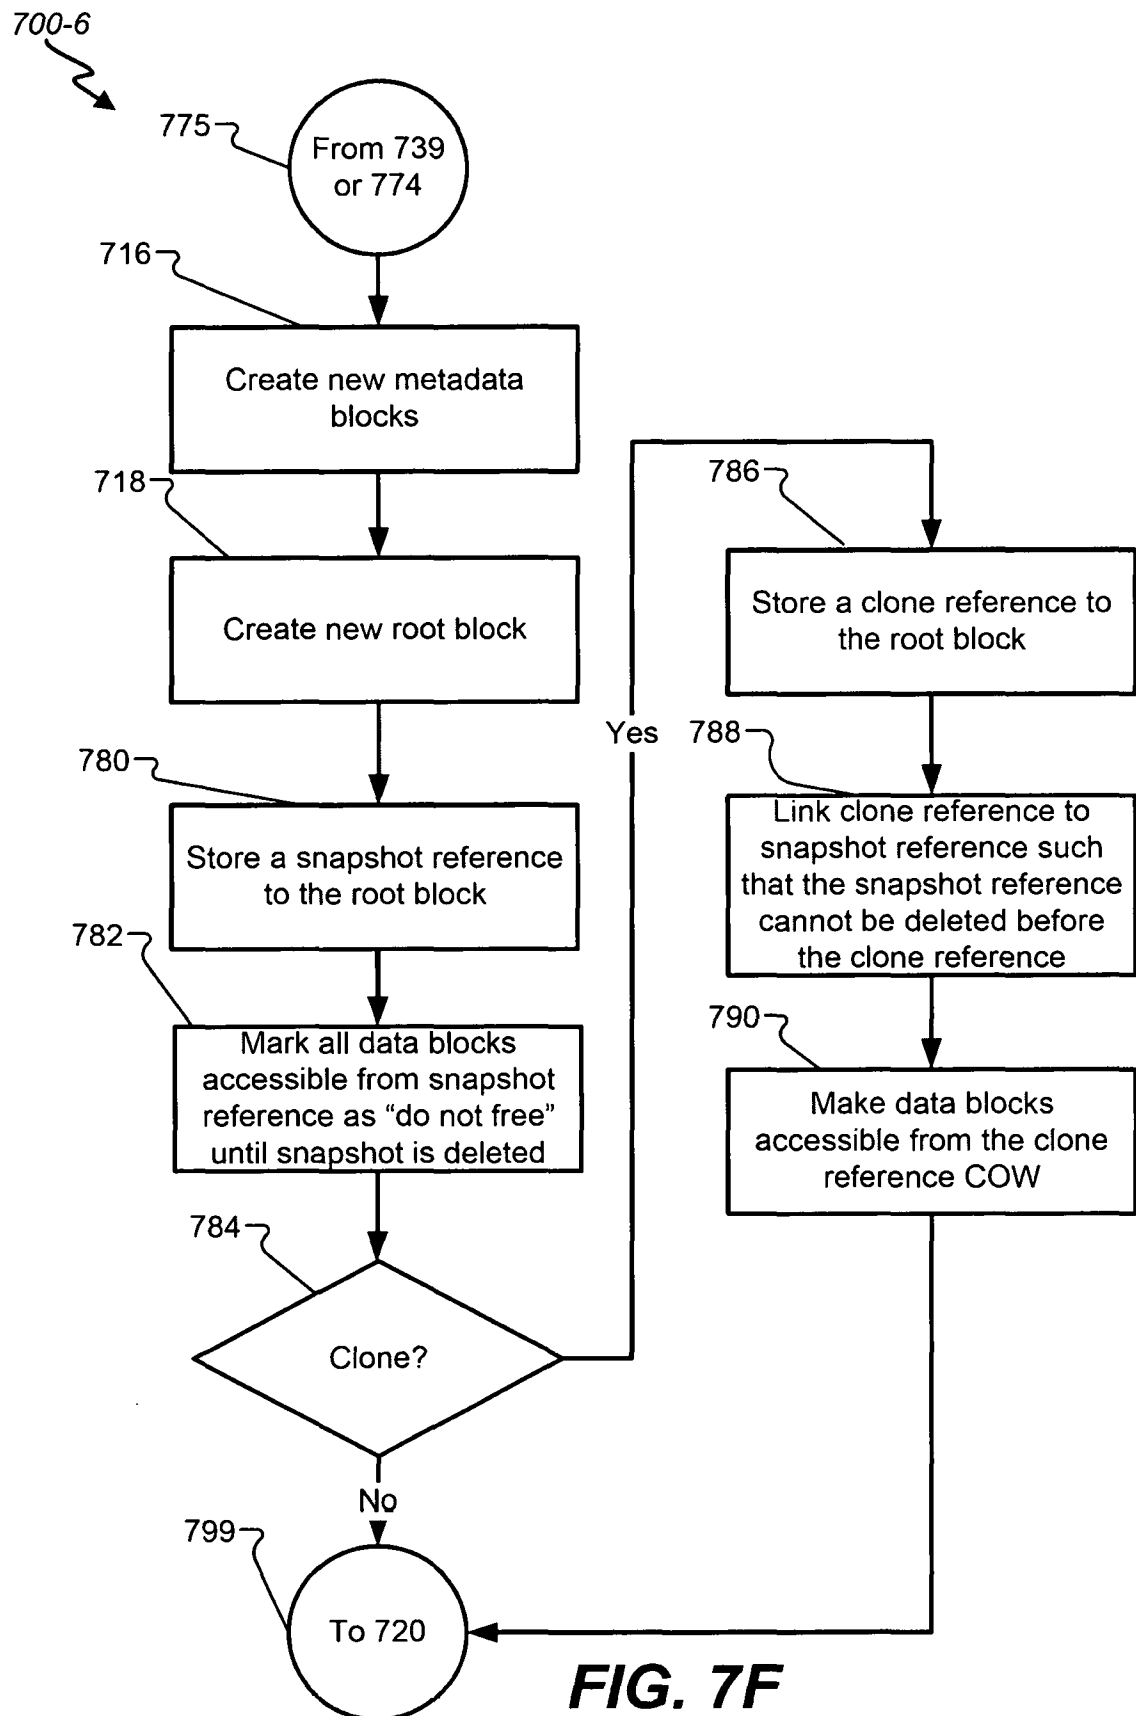 700-6
775
From 739
or 774
716
Create new metadata
blocks
718
Create new root block
780
Store a snapshot reference
to the root block
782
Mark all data blocks
accessible from snapshot
reference as “do not free”
until snapshot is deleted
784
Clone?
Yes
No
786
Store a clone reference to
the root block
788
Link clone reference to
snapshot reference such
that the snapshot reference
cannot be deleted before
the clone reference
790
Make data blocks
accessible from the clone
reference COW
799
To 720
FIG. 7F